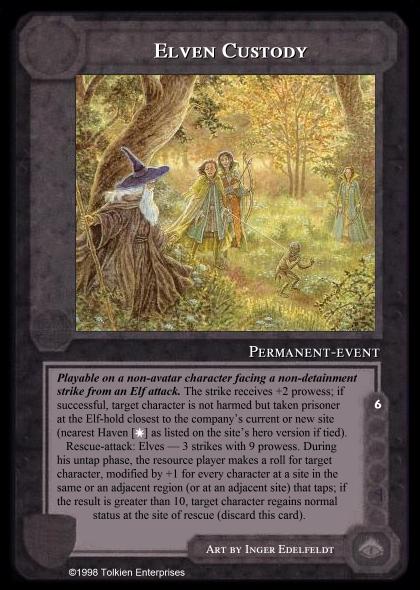 Elven Custody
Permanent-event
Playable on a non-avatar character facing a non-detainment
strike from an Elf attack. The strike receives +2 prowess; if
successful, target character is not harmed but taken prisoner
at the Elf-hold closest to the company's current or new site
(nearest Haven [✷] as listed on the site's hero version if tied).
Rescue-attack: Elves — 3 strikes with 9 prowess. During
his untap phase, the resource player makes a roll for target
character, modified by +1 for every character at a site in the
same or an adjacent region (or at an adjacent site) that taps; if
the result is greater than 10, target character regains normal
status at the site of rescue (discard this card).
6
Art by Inger Edelfeldt
©1998 Tolkien Enterprises